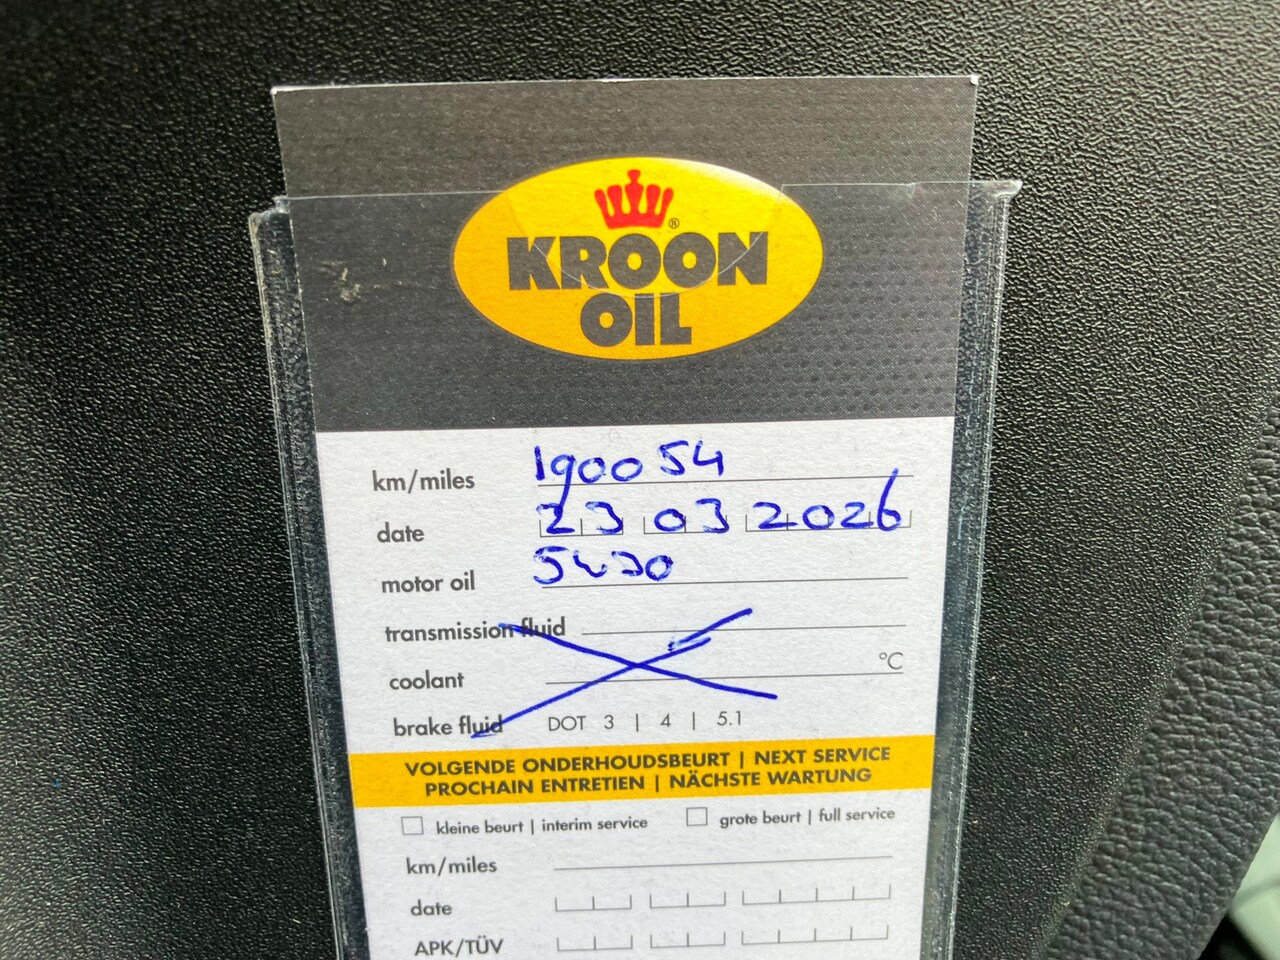 KROON
OIL
®
km/miles 190054
date 23 03 2026
motor oil 5W30
transmission fluid
coolant °C
brake fluid DOT 3 | 4 | 5.1
VOLGENDE ONDERHOUDSBEURT | NEXT SERVICE
PROCHAIN ENTRETIEN | NÄCHSTE WARTUNG
kleine beurt | interim service grote beurt | full service
km/miles
date
APK/TÜV